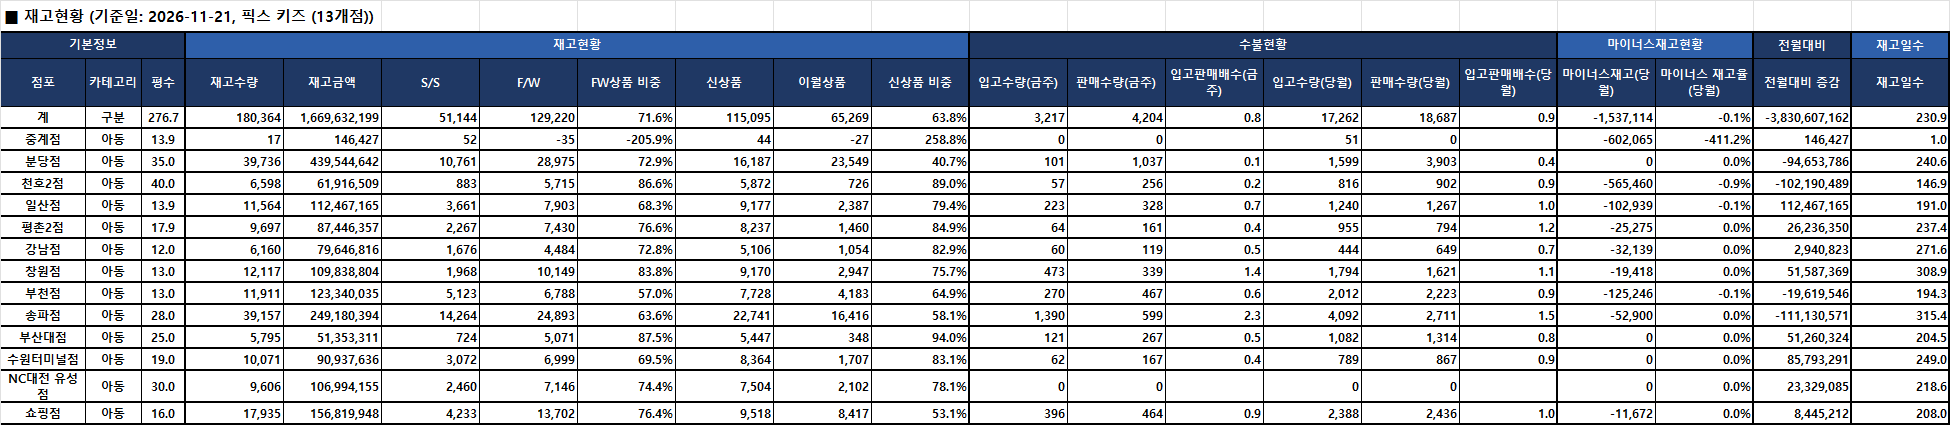 ■ 재고현황 (기준일: 2026-11-21, 픽스 키즈 (13개점))
기본정보 재고현황 수불현황 마이너스재고현황 전월대비 재고일수
점포 카테고리 평수 재고수량 재고금액 S/S F/W FW상품 비중 신상품 이월상품 신상품 비중 입고수량(금주) 판매수량(금주) 입고판매배수(금주) 입고수량(당월) 판매수량(당월) 입고판매배수(당월) 마이너스재고(당월) 마이너스 재고율(당월) 전월대비 증감 재고일수
계 구분 276.7 180,364 1,669,632,199 51,144 129,220 71.6% 115,095 65,269 63.8% 3,217 4,204 0.8 17,262 18,687 0.9 -1,537,114 -0.1% -3,830,607,162 230.9
중계점 아동 13.9 17 146,427 52 -35 -205.9% 44 -27 258.8% 0 0 51 0 -602,065 -411.2% 146,427 1.0
분당점 아동 35.0 39,736 439,544,642 10,761 28,975 72.9% 16,187 23,549 40.7% 101 1,037 0.1 1,599 3,903 0.4 0 0.0% -94,653,786 240.6
천호2점 아동 40.0 6,598 61,916,509 883 5,715 86.6% 5,872 726 89.0% 57 256 0.2 816 902 0.9 -565,460 -0.9% -102,190,489 146.9
일산점 아동 13.9 11,564 112,467,165 3,661 7,903 68.3% 9,177 2,387 79.4% 223 328 0.7 1,240 1,267 1.0 -102,939 -0.1% 112,467,165 191.0
평촌2점 아동 17.9 9,697 87,446,357 2,267 7,430 76.6% 8,237 1,460 84.9% 64 161 0.4 955 794 1.2 -25,275 0.0% 26,236,350 237.4
강남점 아동 12.0 6,160 79,646,816 1,676 4,484 72.8% 5,106 1,054 82.9% 60 119 0.5 444 649 0.7 -32,139 0.0% 2,940,823 271.6
창원점 아동 13.0 12,117 109,838,804 1,968 10,149 83.8% 9,170 2,947 75.7% 473 339 1.4 1,794 1,621 1.1 -19,418 0.0% 51,587,369 308.9
부천점 아동 13.0 11,911 123,340,035 5,123 6,788 57.0% 7,728 4,183 64.9% 270 467 0.6 2,012 2,223 0.9 -125,246 -0.1% -19,619,546 194.3
송파점 아동 28.0 39,157 249,180,394 14,264 24,893 63.6% 22,741 16,416 58.1% 1,390 599 2.3 4,092 2,711 1.5 -52,900 0.0% -111,130,571 315.4
부산대점 아동 25.0 5,795 51,353,311 724 5,071 87.5% 5,447 348 94.0% 121 267 0.5 1,082 1,314 0.8 0 0.0% 51,260,324 204.5
수원터미널점 아동 19.0 10,071 90,937,636 3,072 6,999 69.5% 8,364 1,707 83.1% 62 167 0.4 789 867 0.9 0 0.0% 85,793,291 249.0
NC대전 유성점 아동 30.0 9,606 106,994,155 2,460 7,146 74.4% 7,504 2,102 78.1% 0 0 0 0 0 0.0% 23,329,085 218.6
쇼핑점 아동 16.0 17,935 156,819,948 4,233 13,702 76.4% 9,518 8,417 53.1% 396 464 0.9 2,388 2,436 1.0 -11,672 0.0% 8,445,212 208.0